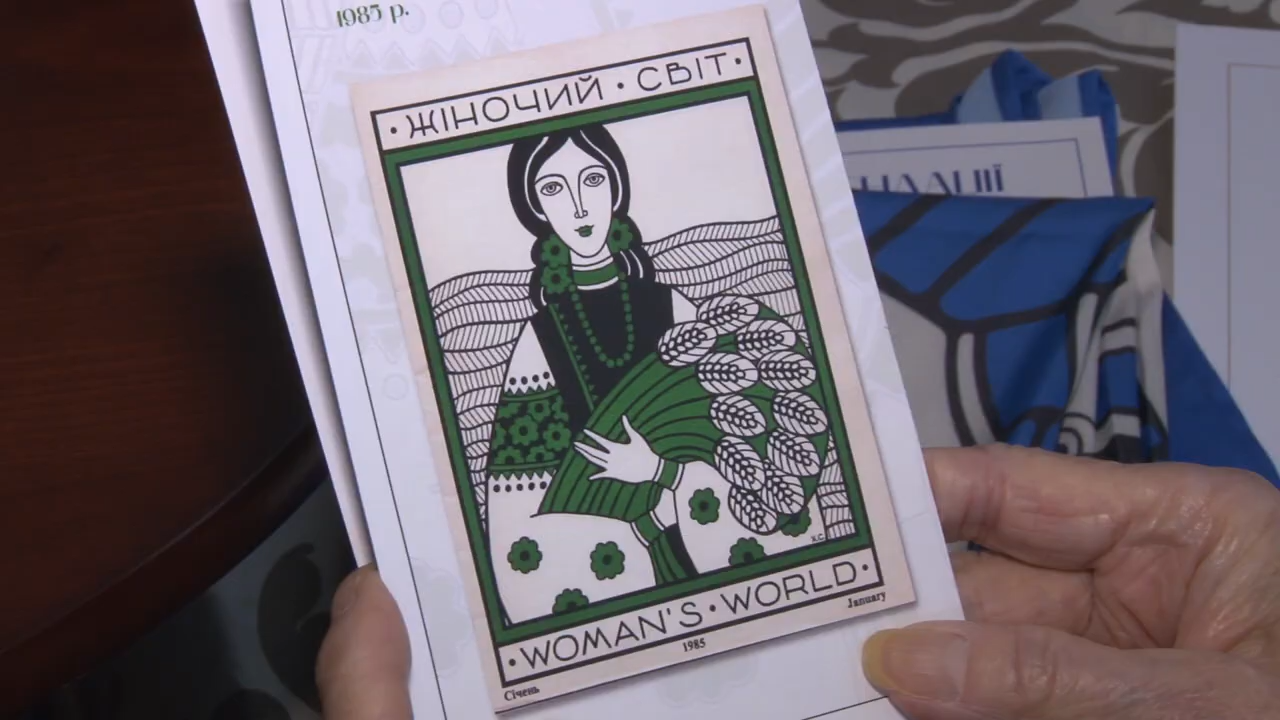 1985 р.
· ЖІНОЧИЙ · СВІТ ·
К.С.
· WOMAN'S · WORLD ·
Січень 1985 January